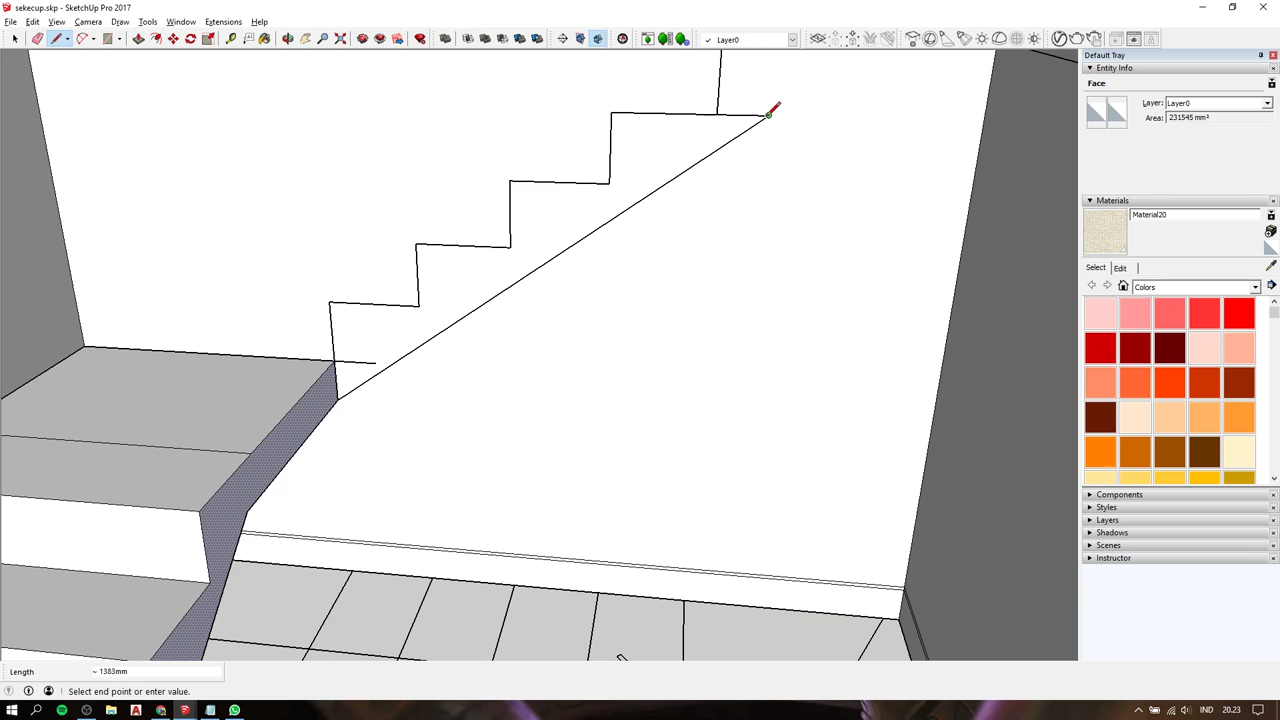 sekecup.skp - SketchUp Pro 2017
File Edit View Camera Draw Tools Window Extensions Help
Layer0
Default Tray
Entity Info
Face
Layer: Layer0
Area: 231545 mm²
Materials
Material20
Select Edit
Colors
Components
Styles
Layers
Shadows
Scenes
Instructor
Length ~ 1383mm
Select end point or enter value.
IND 20.23